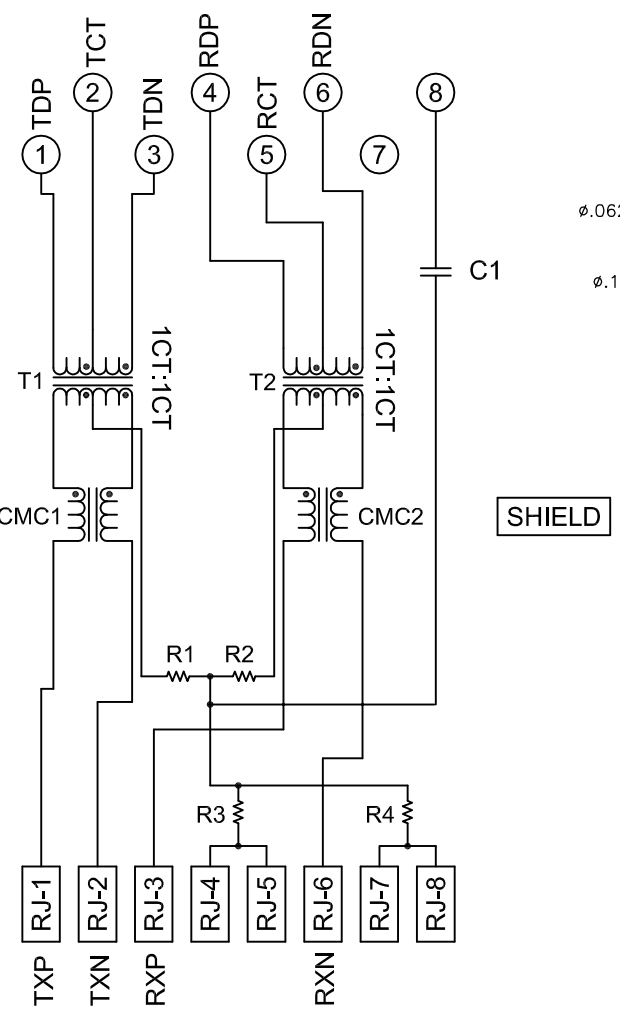 TDP
TCT
TDN
RDP
RCT
RDN
1
2
3
4
5
6
7
8
ø.062
ø.1
C1
T1
1CT:1CT
T2
1CT:1CT
CMC1
CMC2
SHIELD
R1
R2
R3
R4
RJ-1
RJ-2
RJ-3
RJ-4
RJ-5
RJ-6
RJ-7
RJ-8
TXP
TXN
RXP
RXN